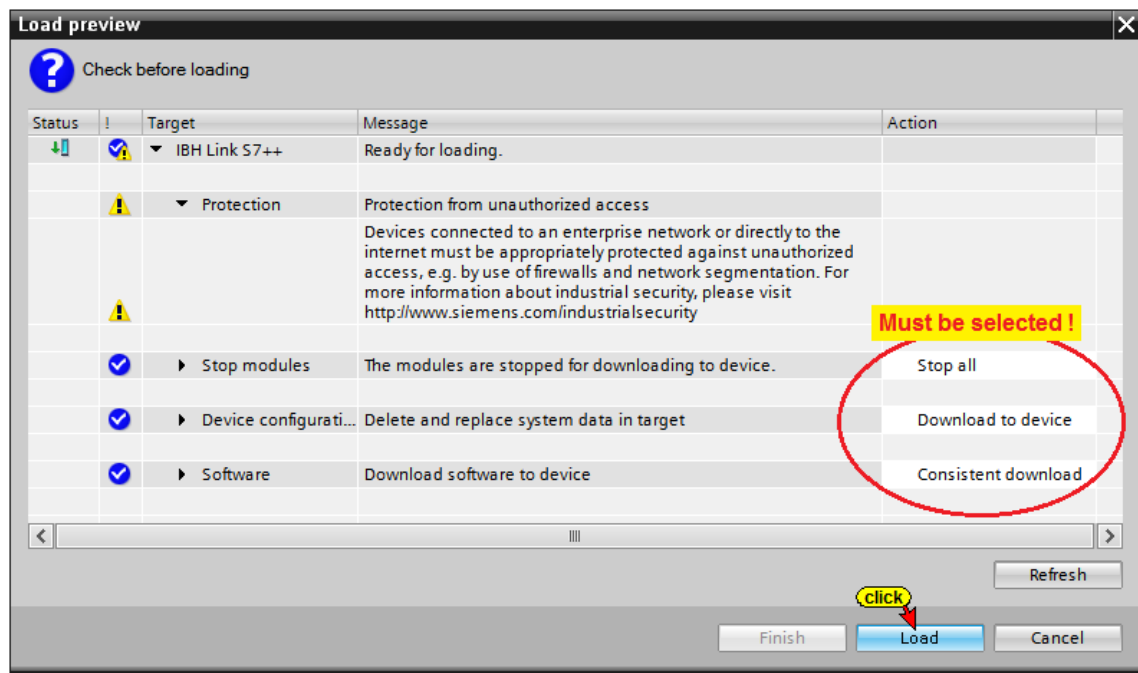 Load preview
Check before loading
Status ! Target Message Action
IBH Link S7++ Ready for loading.
Protection Protection from unauthorized access
Devices connected to an enterprise network or directly to the
internet must be appropriately protected against unauthorized
access, e.g. by use of firewalls and network segmentation. For
more information about industrial security, please visit
http://www.siemens.com/industrialsecurity
Must be selected !
Stop modules The modules are stopped for downloading to device. Stop all
Device configurati... Delete and replace system data in target Download to device
Software Download software to device Consistent download
Refresh
click
Finish Load Cancel